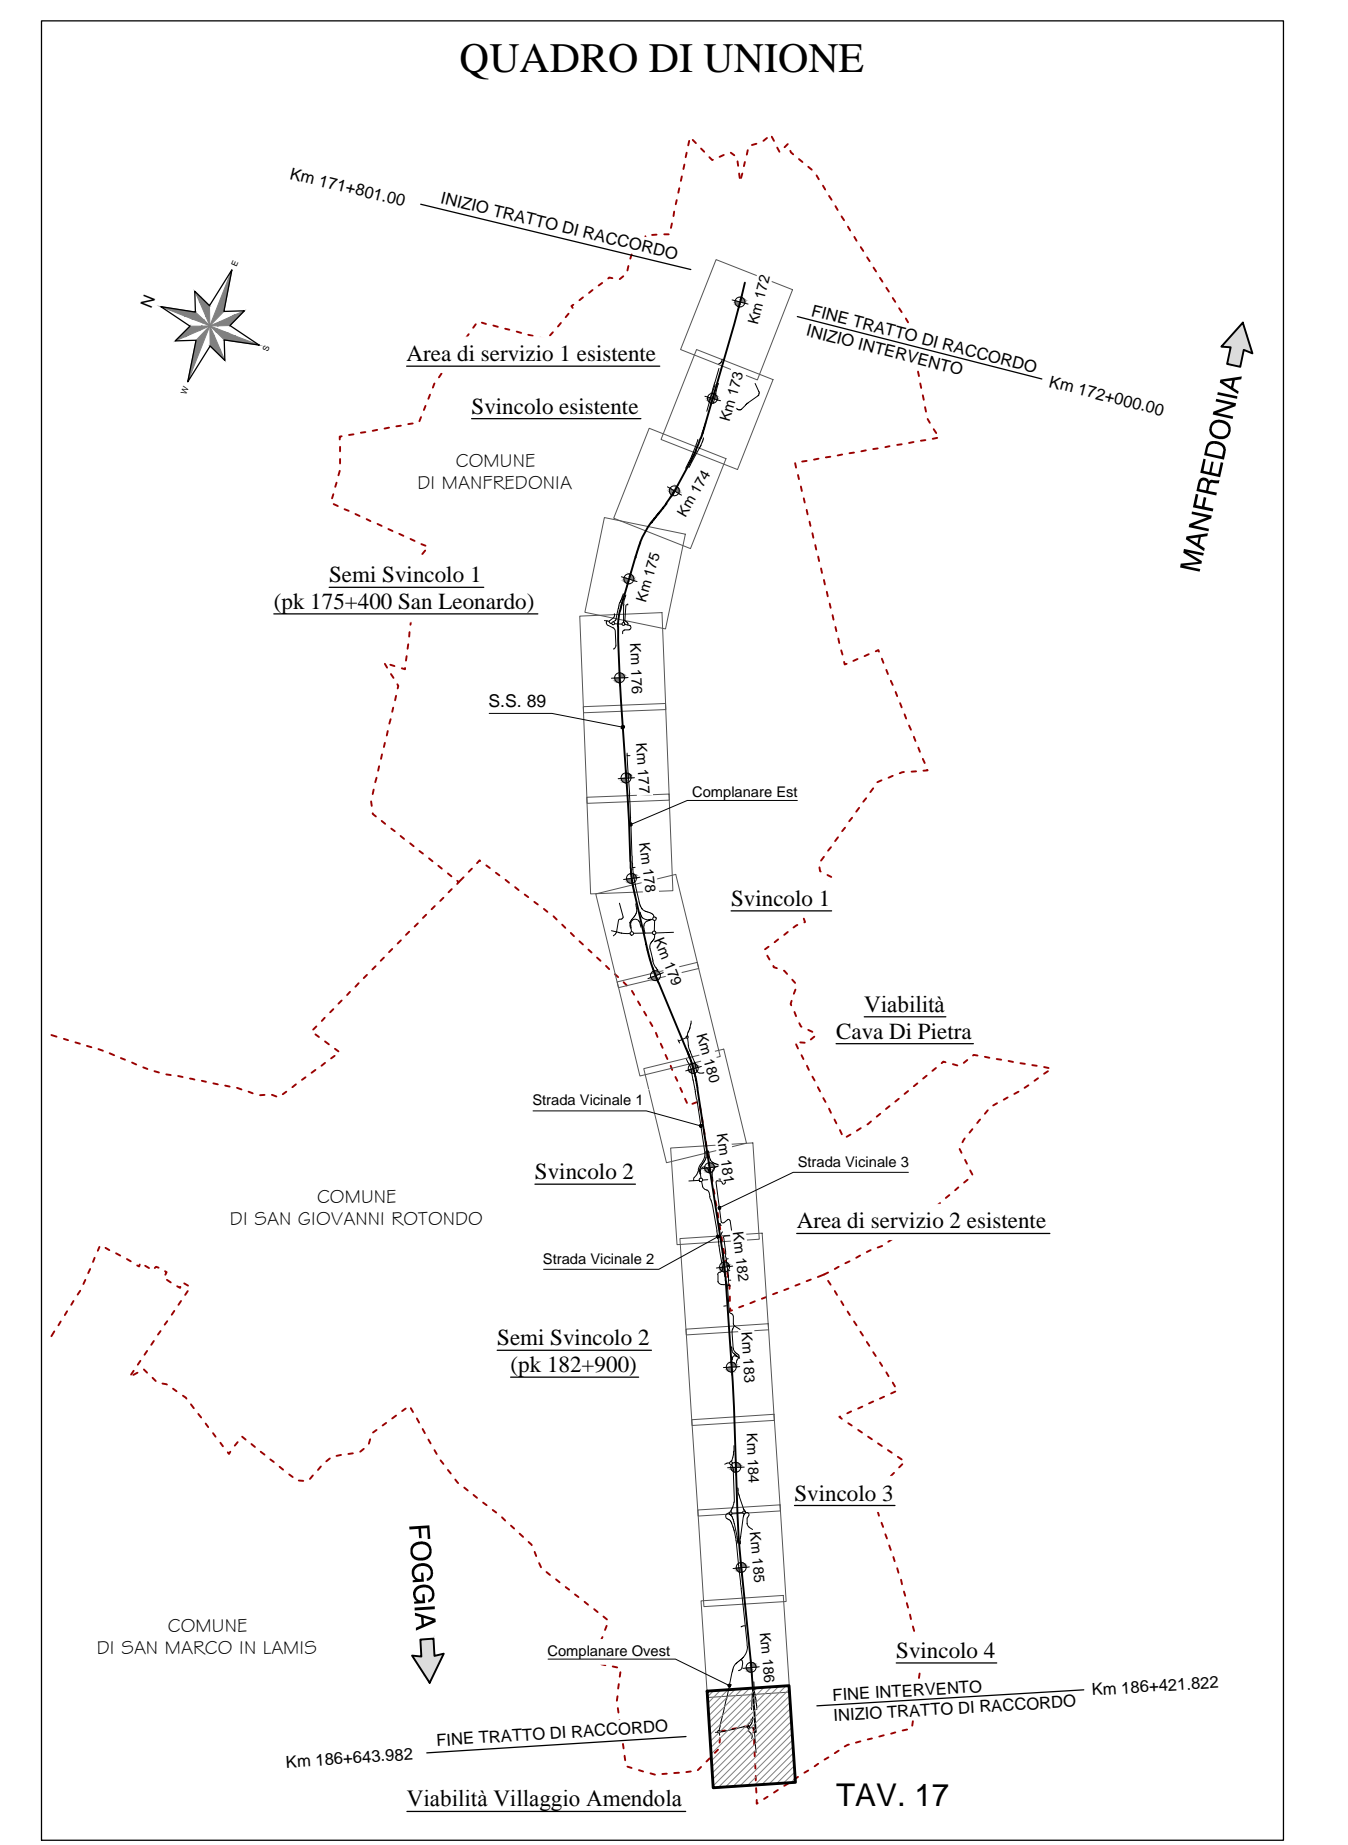 QUADRO DI UNIONE
Km 171+801.00
INIZIO TRATTO DI RACCORDO
N
E
S
W
Km 172
FINE TRATTO DI RACCORDO
INIZIO INTERVENTO
Km 172+000.00
MANFREDONIA
Area di servizio 1 esistente
Svincolo esistente
Km 173
COMUNE
DI MANFREDONIA
Km 174
Semi Svincolo 1
(pk 175+400 San Leonardo)
Km 175
Km 176
S.S. 89
Km 177
Complanare Est
Km 178
Svincolo 1
Km 179
Viabilità
Cava Di Pietra
Km 180
Strada Vicinale 1
Km 181
Strada Vicinale 3
Svincolo 2
COMUNE
DI SAN GIOVANNI ROTONDO
Area di servizio 2 esistente
Strada Vicinale 2
Km 182
Semi Svincolo 2
(pk 182+900)
Km 183
Km 184
Svincolo 3
FOGGIA
Km 185
COMUNE
DI SAN MARCO IN LAMIS
Complanare Ovest
Km 186
Svincolo 4
FINE INTERVENTO
INIZIO TRATTO DI RACCORDO
Km 186+421.822
FINE TRATTO DI RACCORDO
Km 186+643.982
Viabilità Villaggio Amendola
TAV. 17